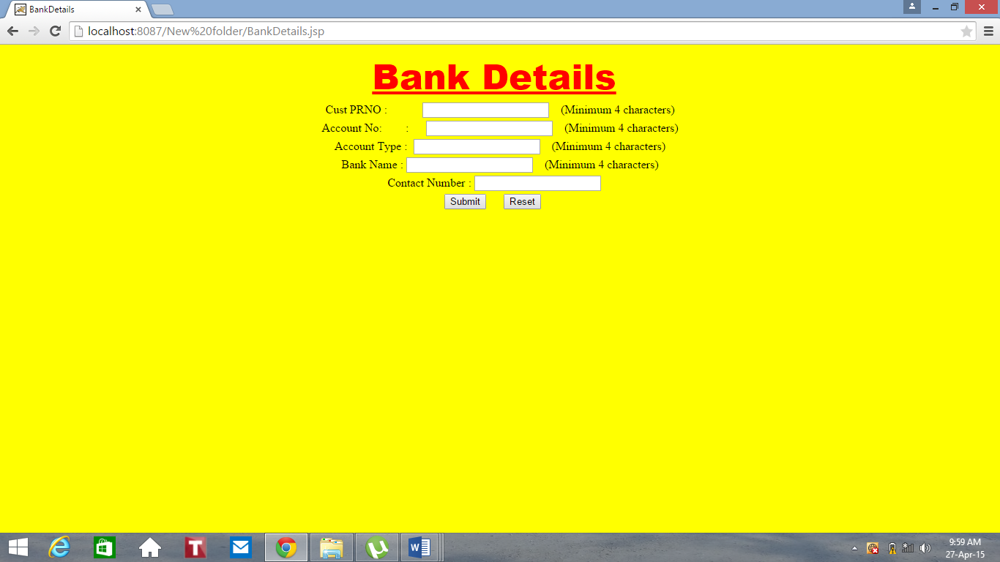 BankDetails
localhost:8087/New%20folder/BankDetails.jsp
Bank Details
Cust PRNO : (Minimum 4 characters)
Account No: : (Minimum 4 characters)
Account Type : (Minimum 4 characters)
Bank Name : (Minimum 4 characters)
Contact Number :
Submit Reset
T W
9:59 AM
27-Apr-15